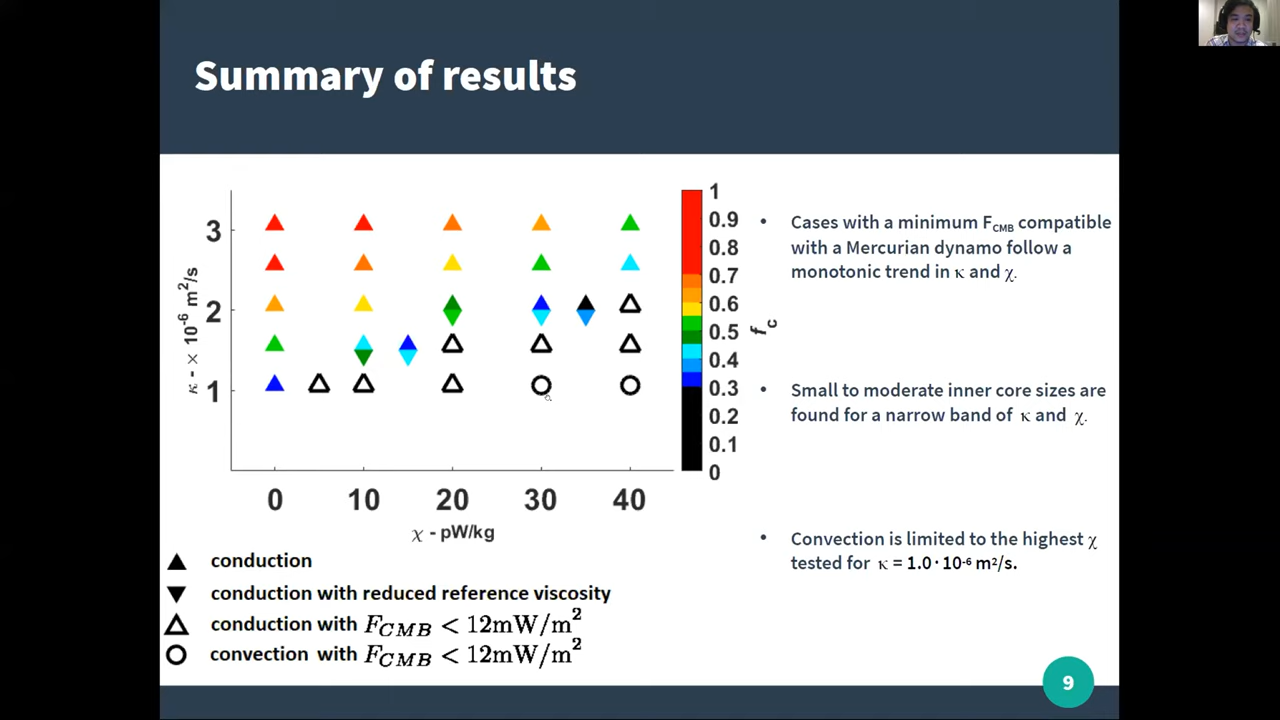 Summary of results
3
2
1
κ - × 10⁻⁶ m²/s
0 10 20 30 40
χ - pW/kg
1
0.9
0.8
0.7
0.6
0.5
0.4
0.3
0.2
0.1
0
f_c
conduction
conduction with reduced reference viscosity
conduction with F_CMB < 12mW/m²
convection with F_CMB < 12mW/m²
• Cases with a minimum F_CMB compatible
with a Mercurian dynamo follow a
monotonic trend in κ and χ.
• Small to moderate inner core sizes are
found for a narrow band of κ and χ.
• Convection is limited to the highest χ
tested for κ = 1.0·10⁻⁶ m²/s.
9